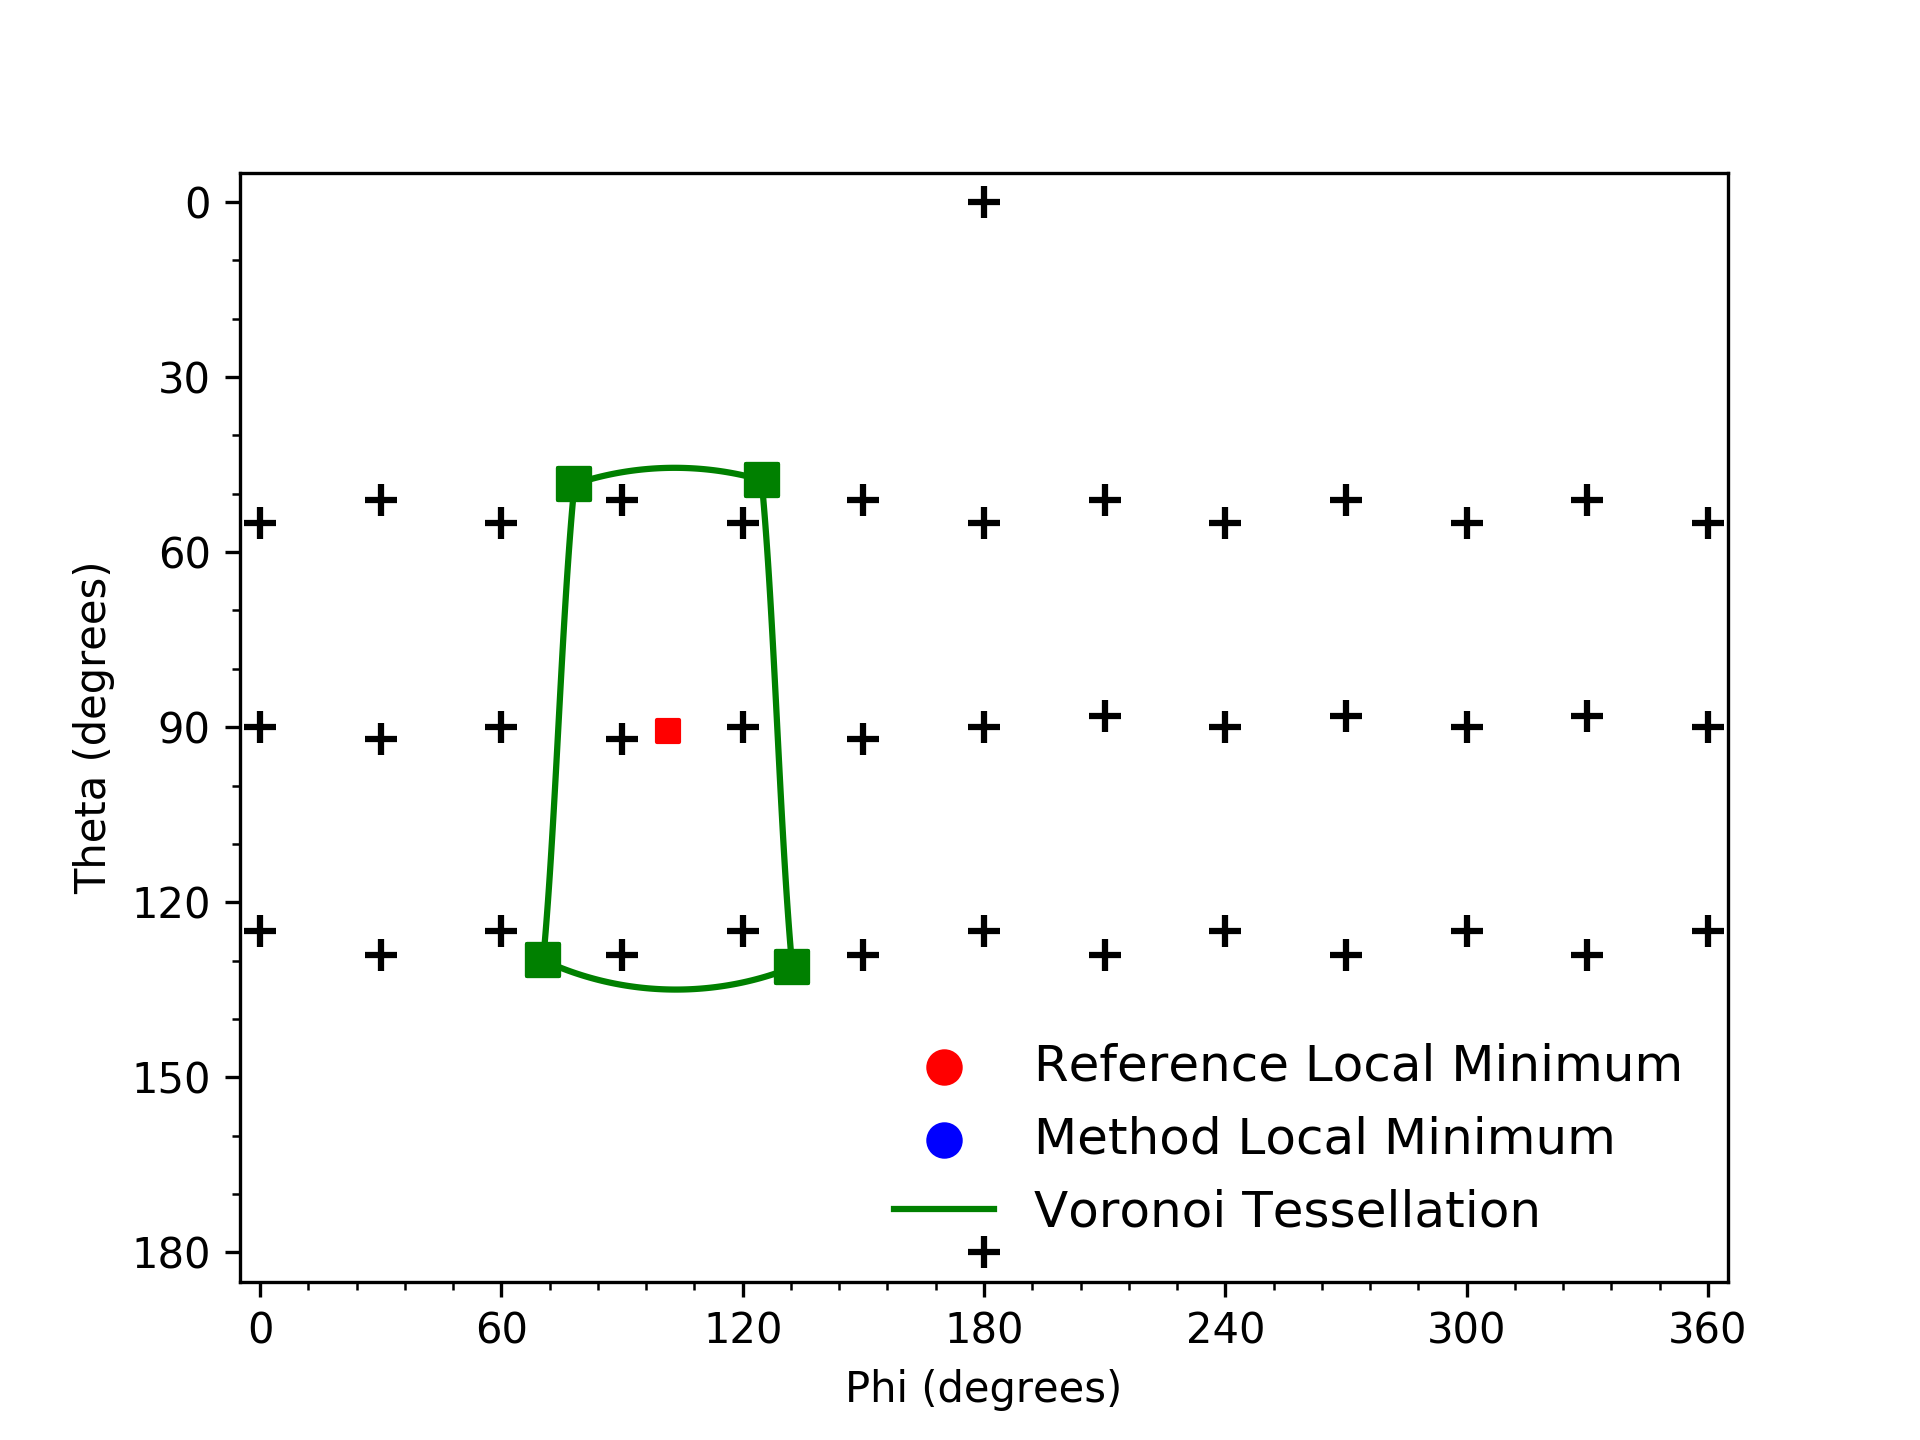 0
30
60
90
120
150
180
Theta (degrees)
Reference Local Minimum
Method Local Minimum
Voronoi Tessellation
0 60 120 180 240 300 360
Phi (degrees)